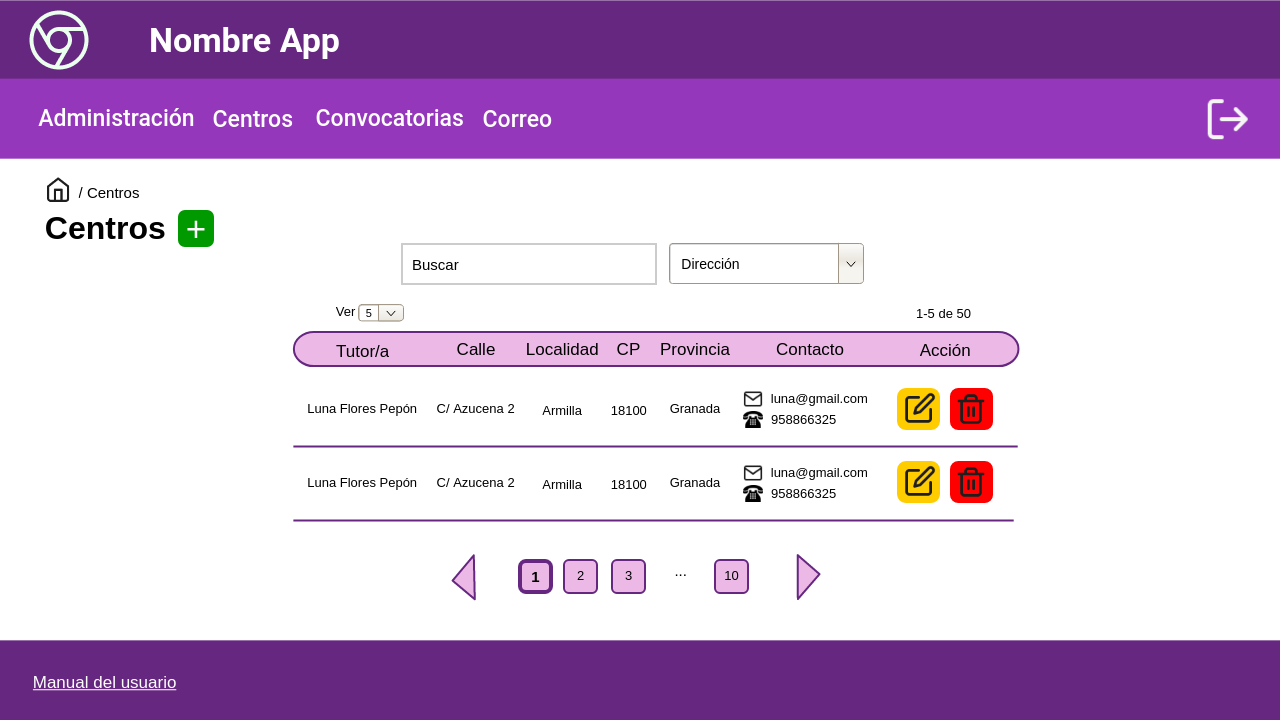 Nombre App
Administración Centros Convocatorias Correo
/ Centros
Centros +
Buscar Dirección
Ver 5 1-5 de 50
Tutor/a Calle Localidad CP Provincia Contacto Acción
Luna Flores Pepón C/ Azucena 2 Armilla 18100 Granada luna@gmail.com
958866325
Luna Flores Pepón C/ Azucena 2 Armilla 18100 Granada luna@gmail.com
958866325
1 2 3 ... 10
Manual del usuario